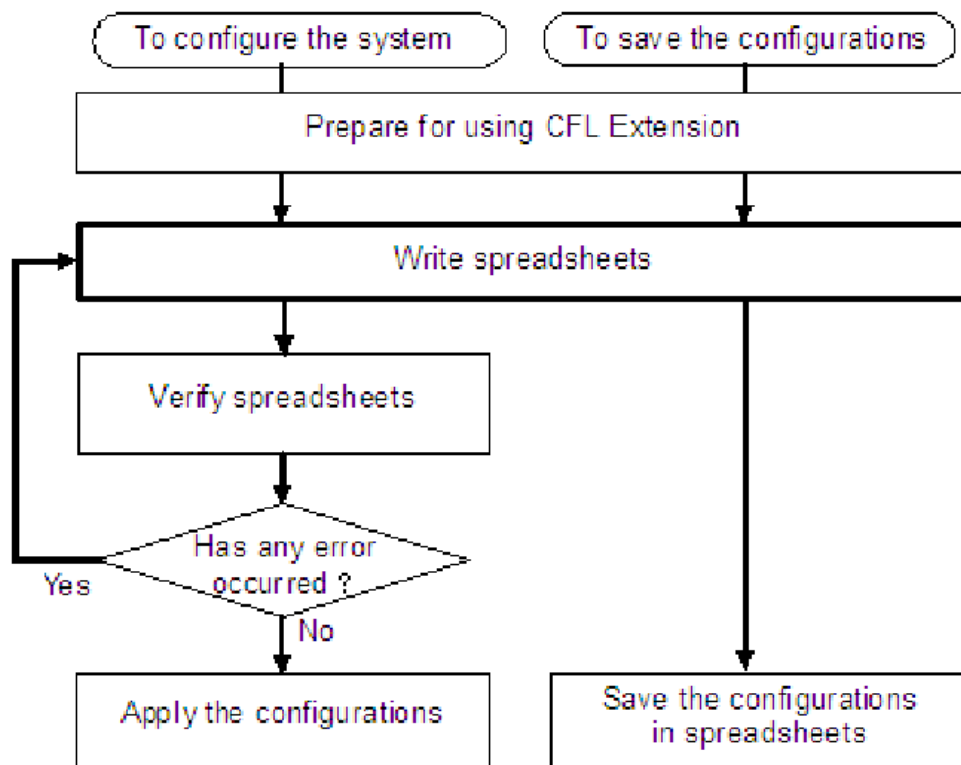 To configure the system
To save the configurations
Prepare for using CFL Extension
Write spreadsheets
Verify spreadsheets
Has any error
occurred ?
Yes
No
Apply the configurations
Save the configurations
in spreadsheets